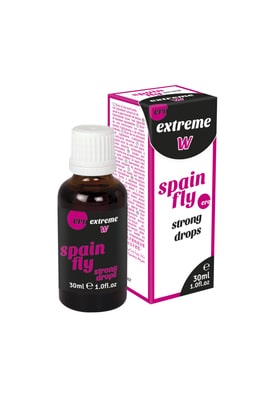 ero extreme
spain
fly
strong
drops
30ml e 1.0fl.oz
ero
extreme
W
spain
fly ero
strong
drops
e
30ml
1.0fl.oz